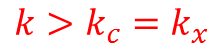 k > k_c = k_x